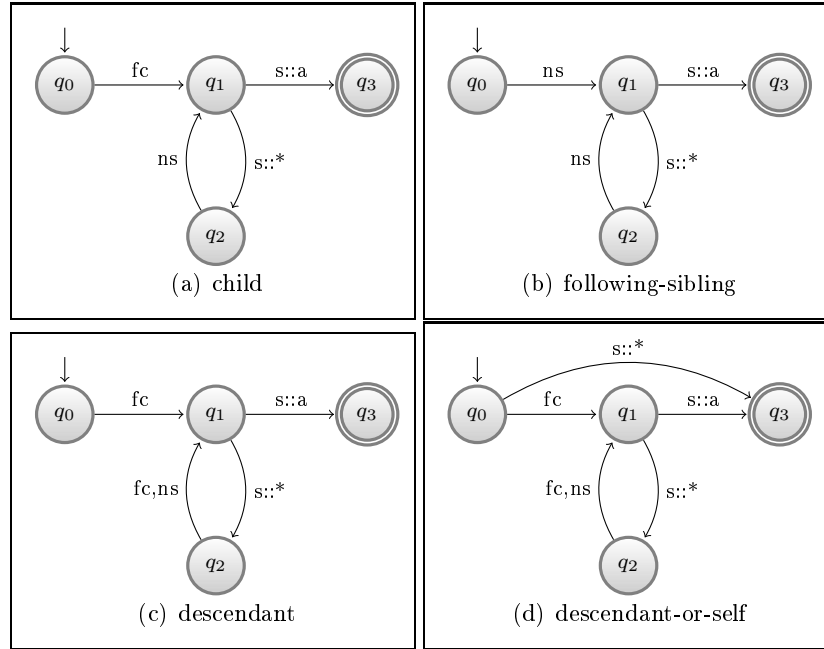 q0 fc q1 s::a q3
ns s::*
q2
(a) child
q0 ns q1 s::a q3
ns s::*
q2
(b) following-sibling
q0 fc q1 s::a q3
fc,ns s::*
q2
(c) descendant
s::*
q0 fc q1 s::a q3
fc,ns s::*
q2
(d) descendant-or-self